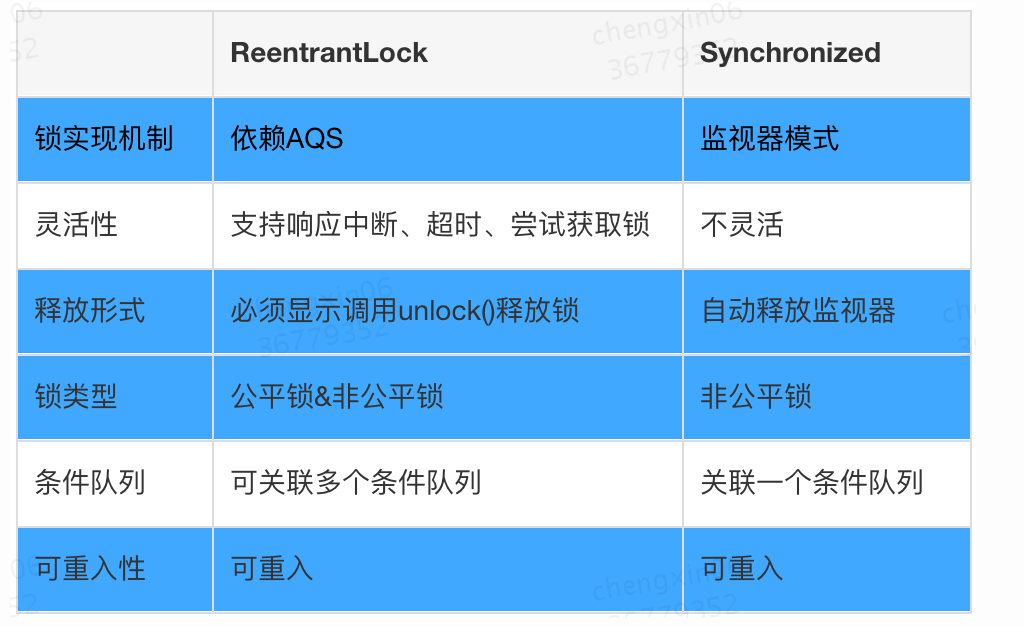 ReentrantLock Synchronized
锁实现机制 依赖AQS 监视器模式
灵活性 支持响应中断、超时、尝试获取锁 不灵活
释放形式 必须显示调用unlock()释放锁 自动释放监视器
锁类型 公平锁&非公平锁 非公平锁
条件队列 可关联多个条件队列 关联一个条件队列
可重入性 可重入 可重入
chengxin06
36779352